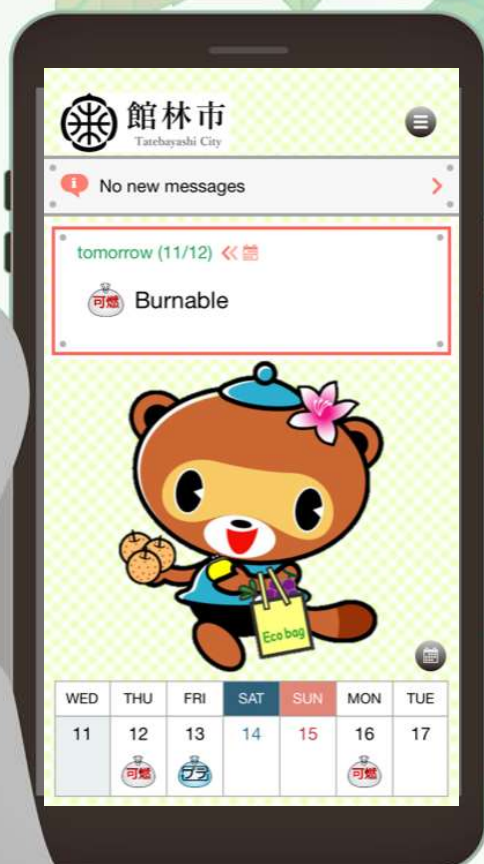 館林市
Tatebayashi City
No new messages
tomorrow (11/12)
可燃 Burnable
Eco bag
WED THU FRI SAT SUN MON TUE
11 12 13 14 15 16 17
可燃 プラ 可燃